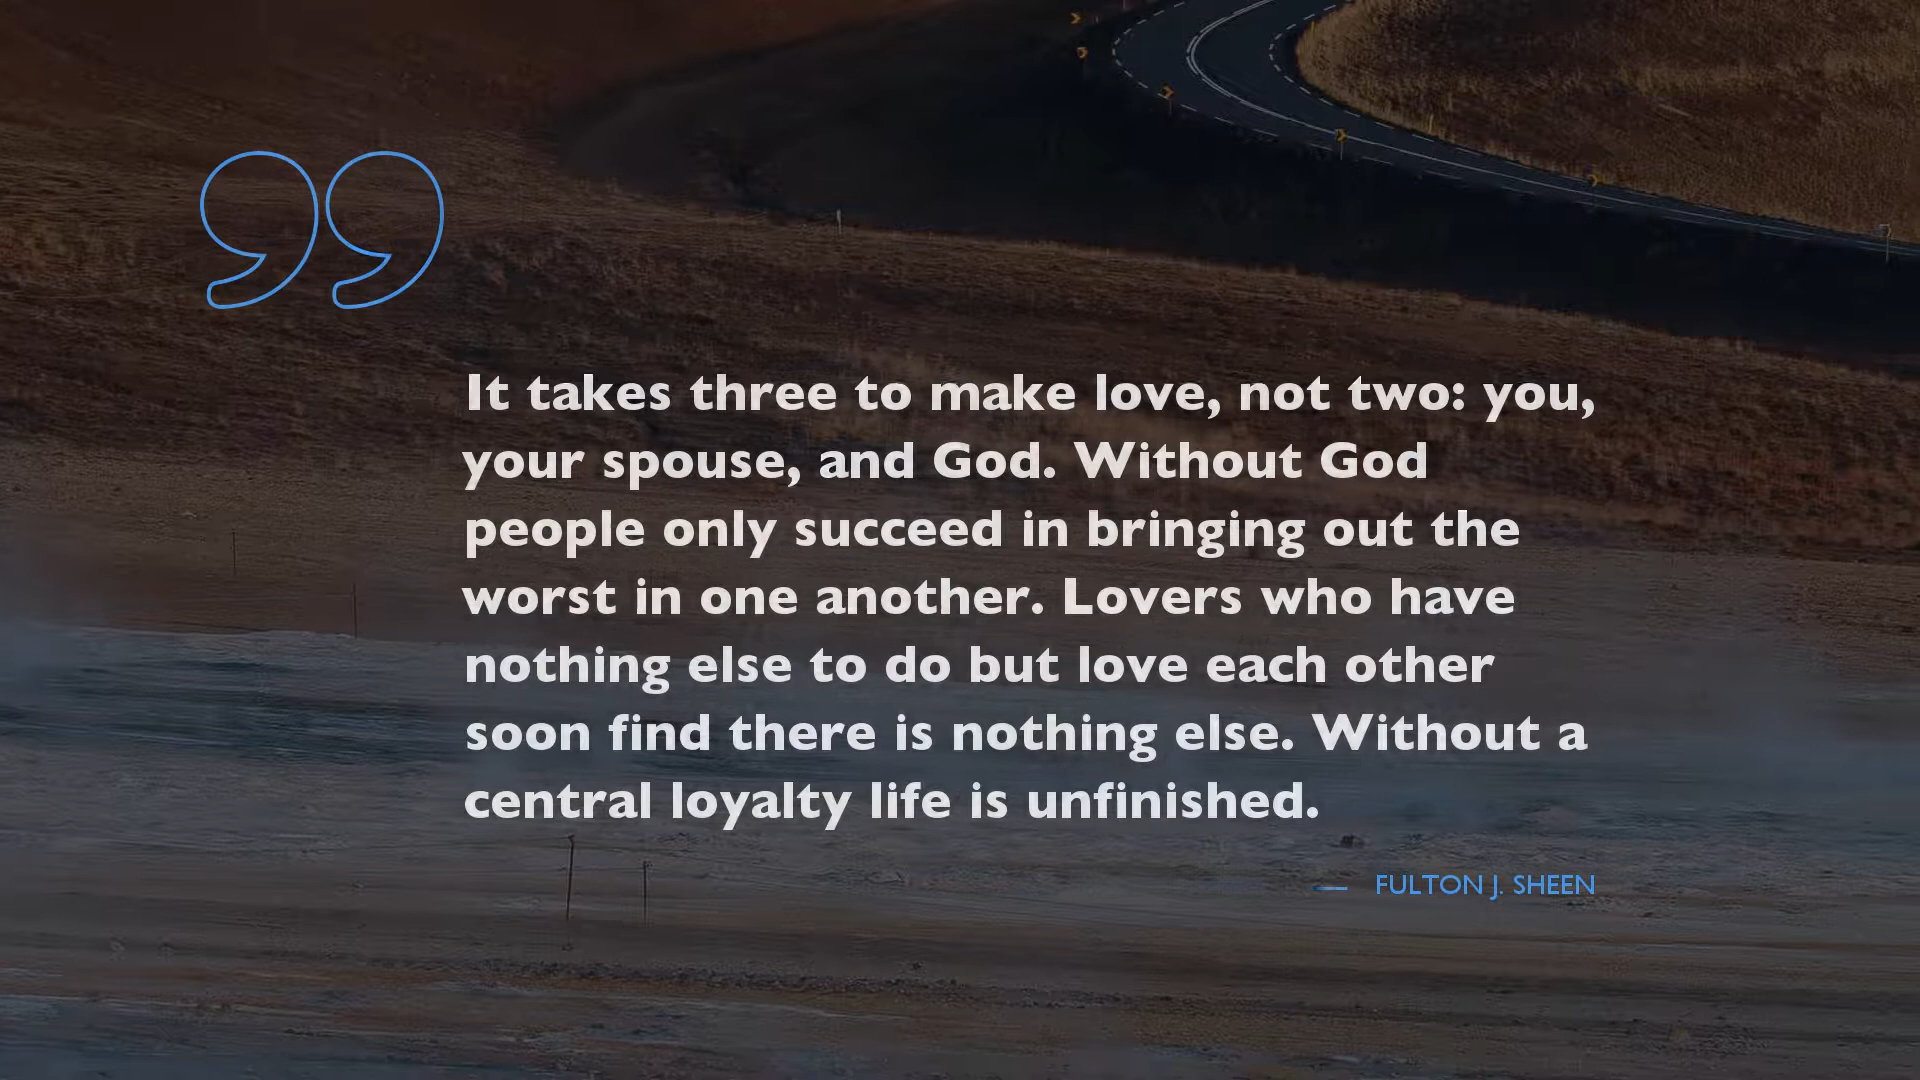 It takes three to make love, not two: you,
your spouse, and God. Without God
people only succeed in bringing out the
worst in one another. Lovers who have
nothing else to do but love each other
soon find there is nothing else. Without a
central loyalty life is unfinished.
— FULTON J. SHEEN